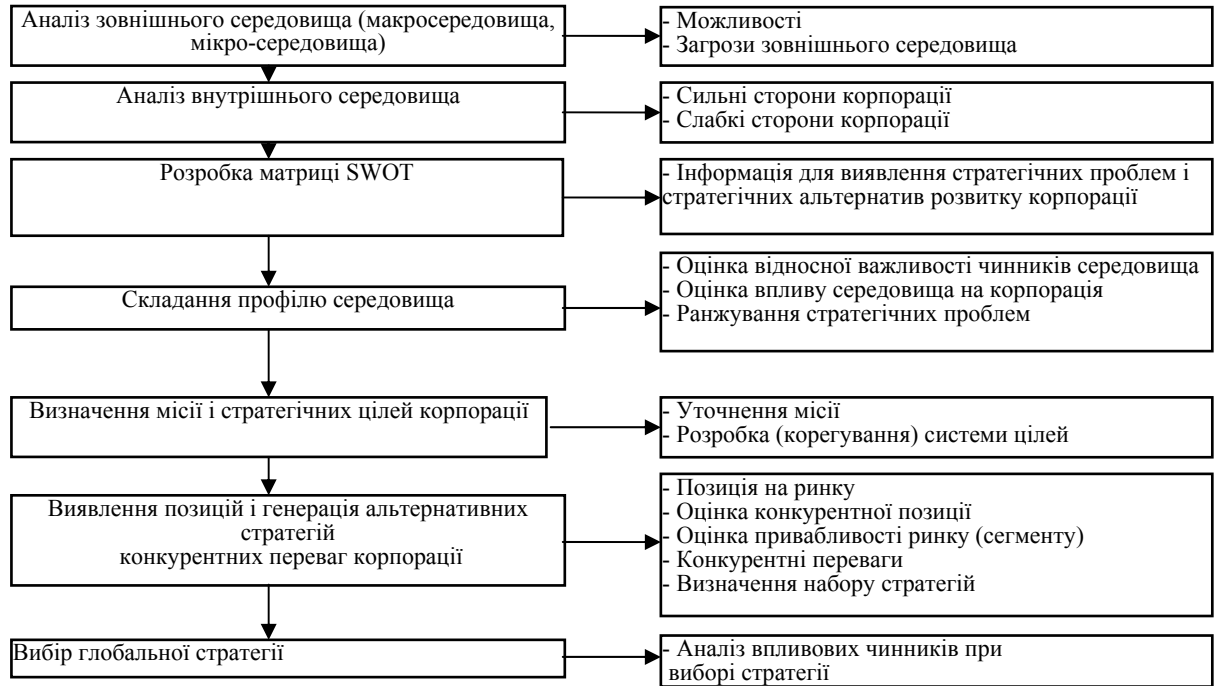 Аналіз зовнішнього середовища (макросередовища,
мікро-середовища)
- Можливості
- Загрози зовнішнього середовища
Аналіз внутрішнього середовища
- Сильні сторони корпорації
- Слабкі сторони корпорації
Розробка матриці SWOT
- Інформація для виявлення стратегічних проблем і
стратегічних альтернатив розвитку корпорації
Складання профілю середовища
- Оцінка відносної важливості чинників середовища
- Оцінка впливу середовища на корпорація
- Ранжування стратегічних проблем
Визначення місії і стратегічних цілей корпорації
- Уточнення місії
- Розробка (корегування) системи цілей
Виявлення позицій і генерація альтернативних
стратегій
конкурентних переваг корпорації
- Позиція на ринку
- Оцінка конкурентної позиції
- Оцінка привабливості ринку (сегменту)
- Конкурентні переваги
- Визначення набору стратегій
Вибір глобальної стратегії
- Аналіз впливових чинників при
виборі стратегії